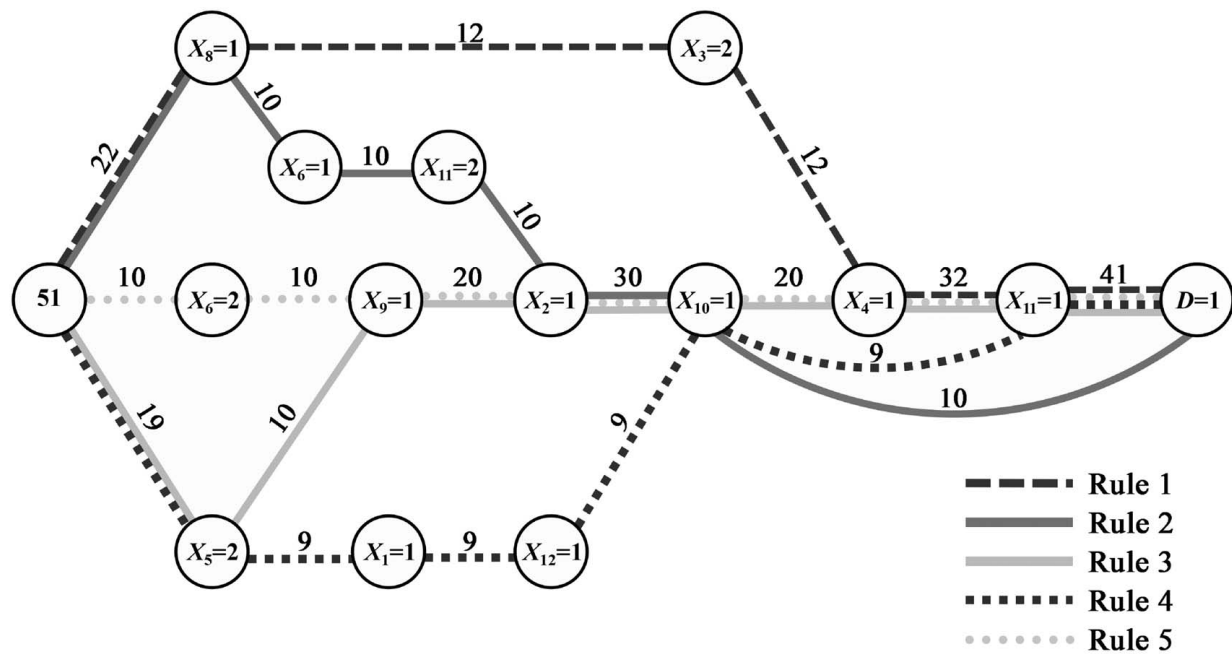 X₈=1
12
X₃=2
10
22
X₆=1
10
X₁₁=2
12
10
51
10
X₆=2
10
X₉=1
20
X₂=1
30
X₁₀=1
20
X₄=1
32
X₁₁=1
41
D=1
9
10
19
10
9
X₅=2
9
X₁=1
9
X₁₂=1
Rule 1
Rule 2
Rule 3
Rule 4
Rule 5